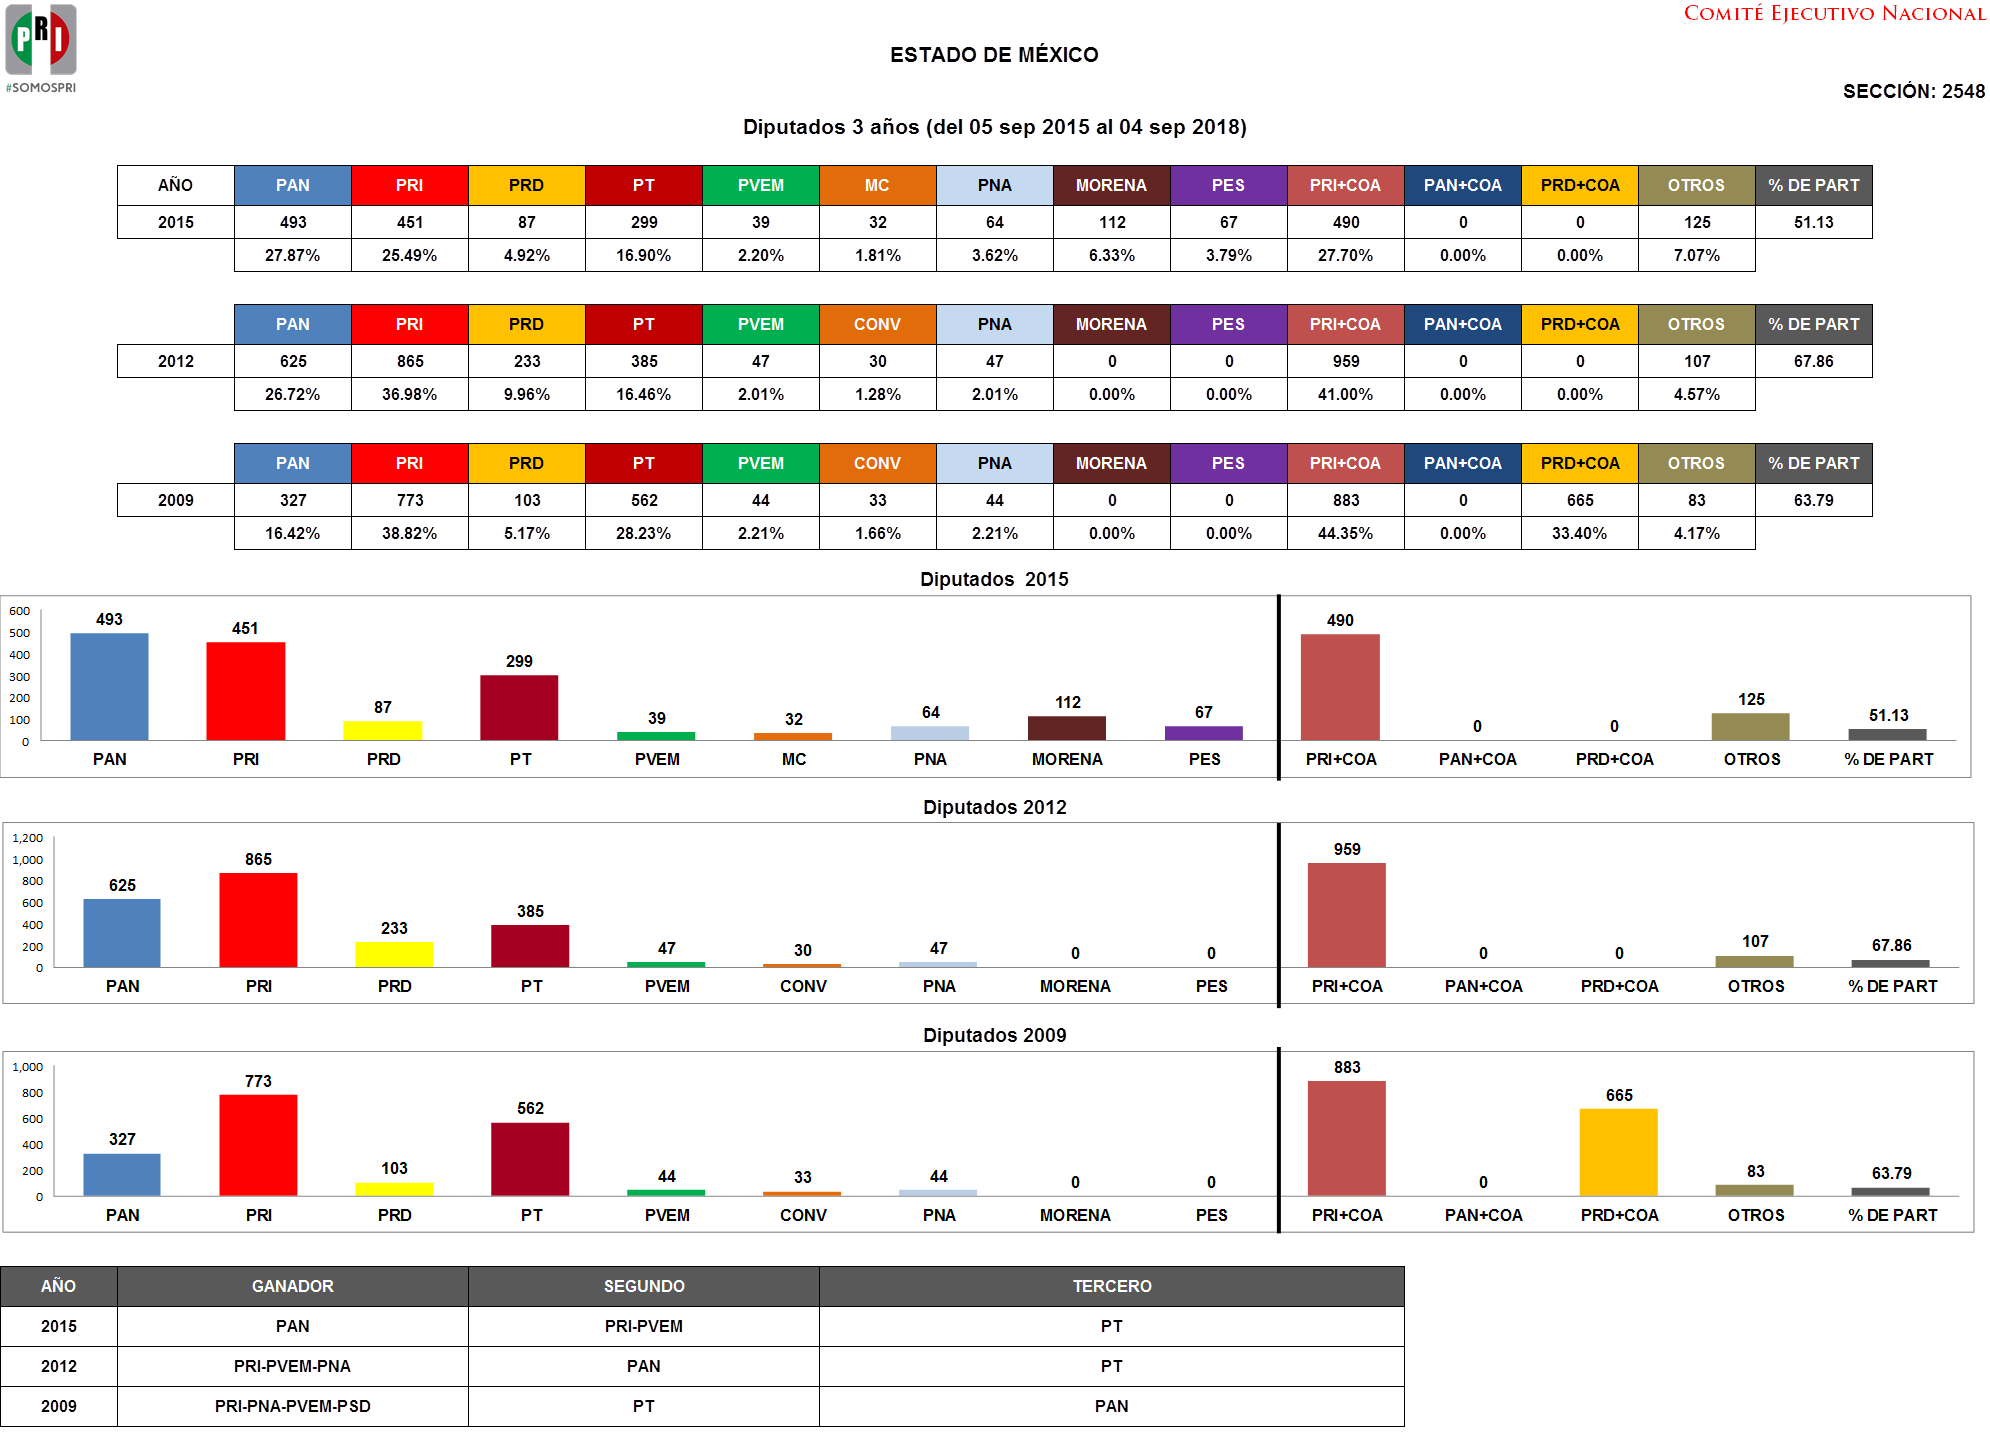 PRI
#SOMOSPRI
COMITÉ EJECUTIVO NACIONAL
ESTADO DE MÉXICO
SECCIÓN: 2548
Diputados 3 años (del 05 sep 2015 al 04 sep 2018)
AÑO PAN PRI PRD PT PVEM MC PNA MORENA PES PRI+COA PAN+COA PRD+COA OTROS % DE PART
2015 493 451 87 299 39 32 64 112 67 490 0 0 125 51.13
27.87% 25.49% 4.92% 16.90% 2.20% 1.81% 3.62% 6.33% 3.79% 27.70% 0.00% 0.00% 7.07%
PAN PRI PRD PT PVEM CONV PNA MORENA PES PRI+COA PAN+COA PRD+COA OTROS % DE PART
2012 625 865 233 385 47 30 47 0 0 959 0 0 107 67.86
26.72% 36.98% 9.96% 16.46% 2.01% 1.28% 2.01% 0.00% 0.00% 41.00% 0.00% 0.00% 4.57%
PAN PRI PRD PT PVEM CONV PNA MORENA PES PRI+COA PAN+COA PRD+COA OTROS % DE PART
2009 327 773 103 562 44 33 44 0 0 883 0 665 83 63.79
16.42% 38.82% 5.17% 28.23% 2.21% 1.66% 2.21% 0.00% 0.00% 44.35% 0.00% 33.40% 4.17%
Diputados 2015
600
500
400
300
200
100
0
493 451 87 299 39 32 64 112 67 490 0 0 125 51.13
PAN PRI PRD PT PVEM MC PNA MORENA PES PRI+COA PAN+COA PRD+COA OTROS % DE PART
Diputados 2012
1,200
1,000
800
600
400
200
0
625 865 233 385 47 30 47 0 0 959 0 0 107 67.86
PAN PRI PRD PT PVEM CONV PNA MORENA PES PRI+COA PAN+COA PRD+COA OTROS % DE PART
Diputados 2009
1,000
800
600
400
200
0
327 773 103 562 44 33 44 0 0 883 0 665 83 63.79
PAN PRI PRD PT PVEM CONV PNA MORENA PES PRI+COA PAN+COA PRD+COA OTROS % DE PART
AÑO GANADOR SEGUNDO TERCERO
2015 PAN PRI-PVEM PT
2012 PRI-PVEM-PNA PAN PT
2009 PRI-PNA-PVEM-PSD PT PAN